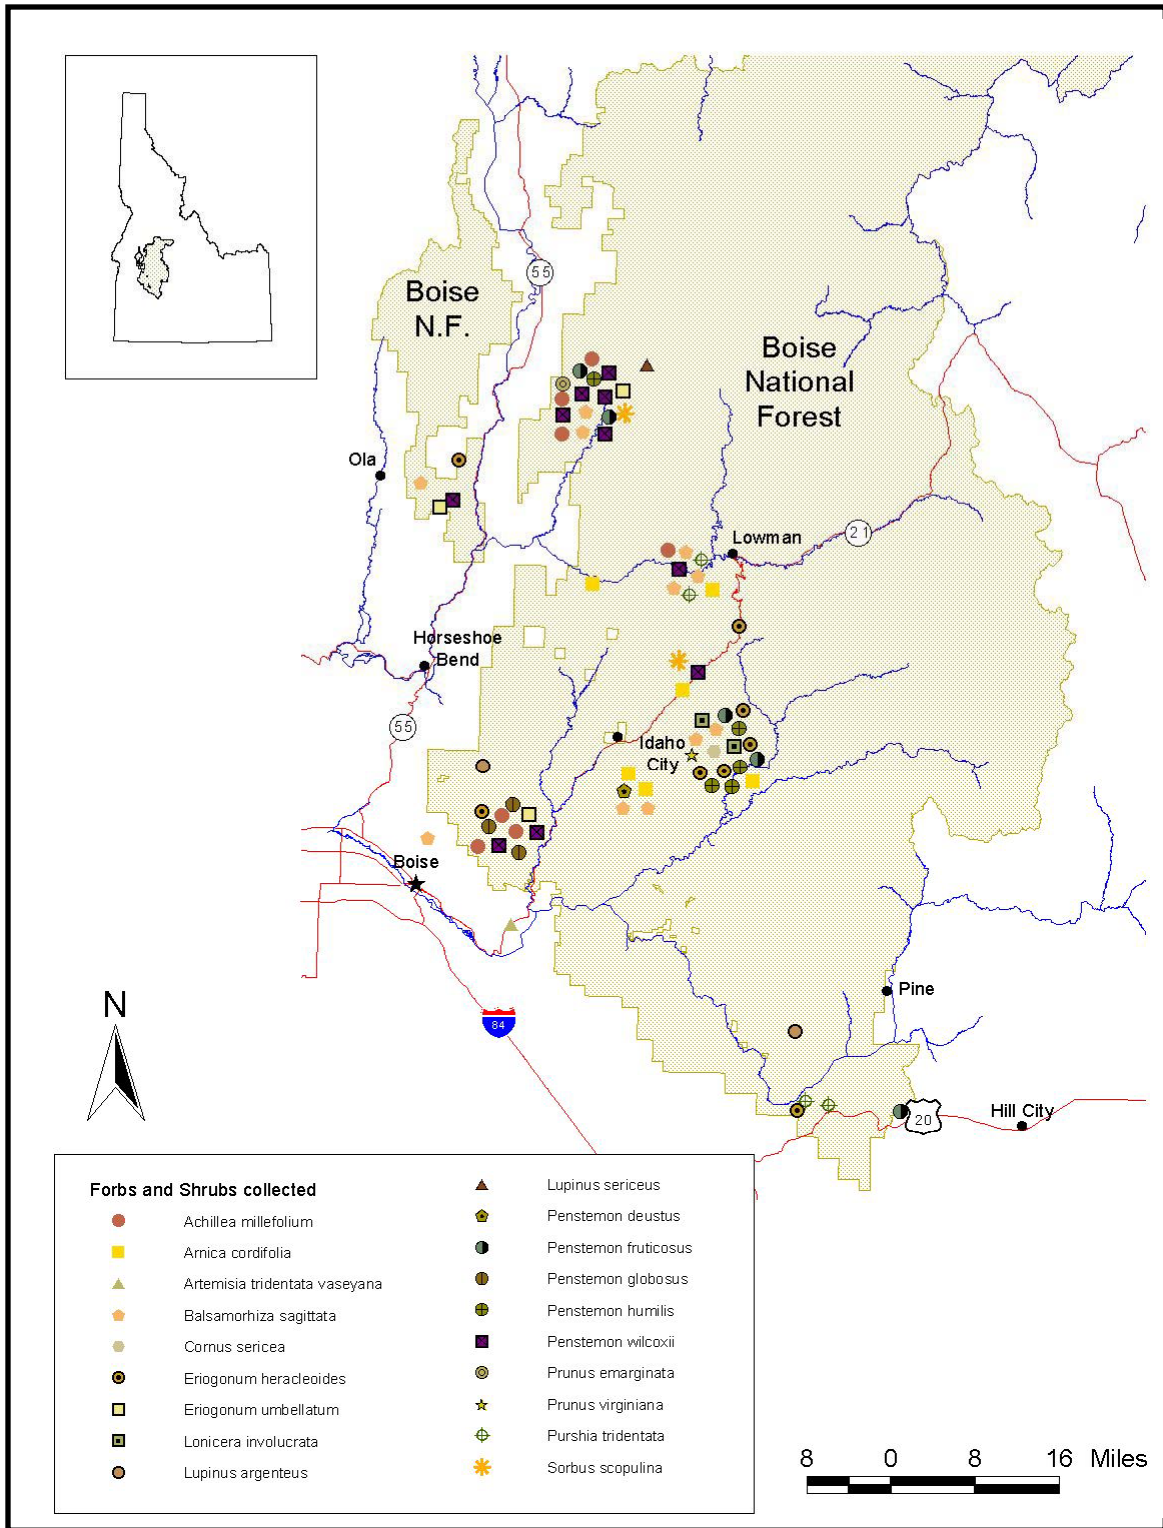 55
Boise
N.F.
Boise
National
Forest
Ola
Lowman
21
Horseshoe
Bend
55
Idaho
City
Boise
Pine
N
84
20
Hill City
Forbs and Shrubs collected
Achillea millefolium
Arnica cordifolia
Artemisia tridentata vaseyana
Balsamorhiza sagittata
Cornus sericea
Eriogonum heracleoides
Eriogonum umbellatum
Lonicera involucrata
Lupinus argenteus
Lupinus sericeus
Penstemon deustus
Penstemon fruticosus
Penstemon globosus
Penstemon humilis
Penstemon wilcoxii
Prunus emarginata
Prunus virginiana
Purshia tridentata
Sorbus scopulina
8 0 8 16 Miles